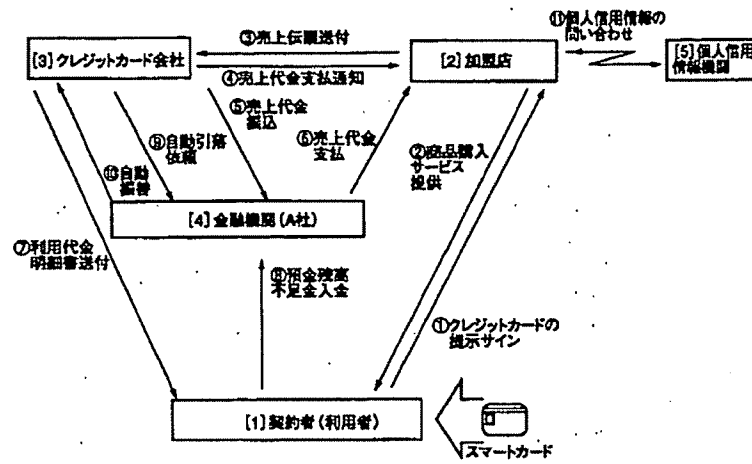 ③売上伝票送付
⑪個人信用情報の
問い合わせ
[3]クレジットカード会社
[2]加盟店
[5]個人信用
情報機関
④売上代金支払通知
⑤売上代金
振込
⑨自動引落
依頼
⑥売上代金
支払
②商品購入
サービス
提供
⑩自動
振替
[4]金融機関(A社)
⑦利用代金
明細書送付
⑧預金残高
不足金入金
①クレジットカードの
提示サイン
[1]契約者(利用者)
スマートカード